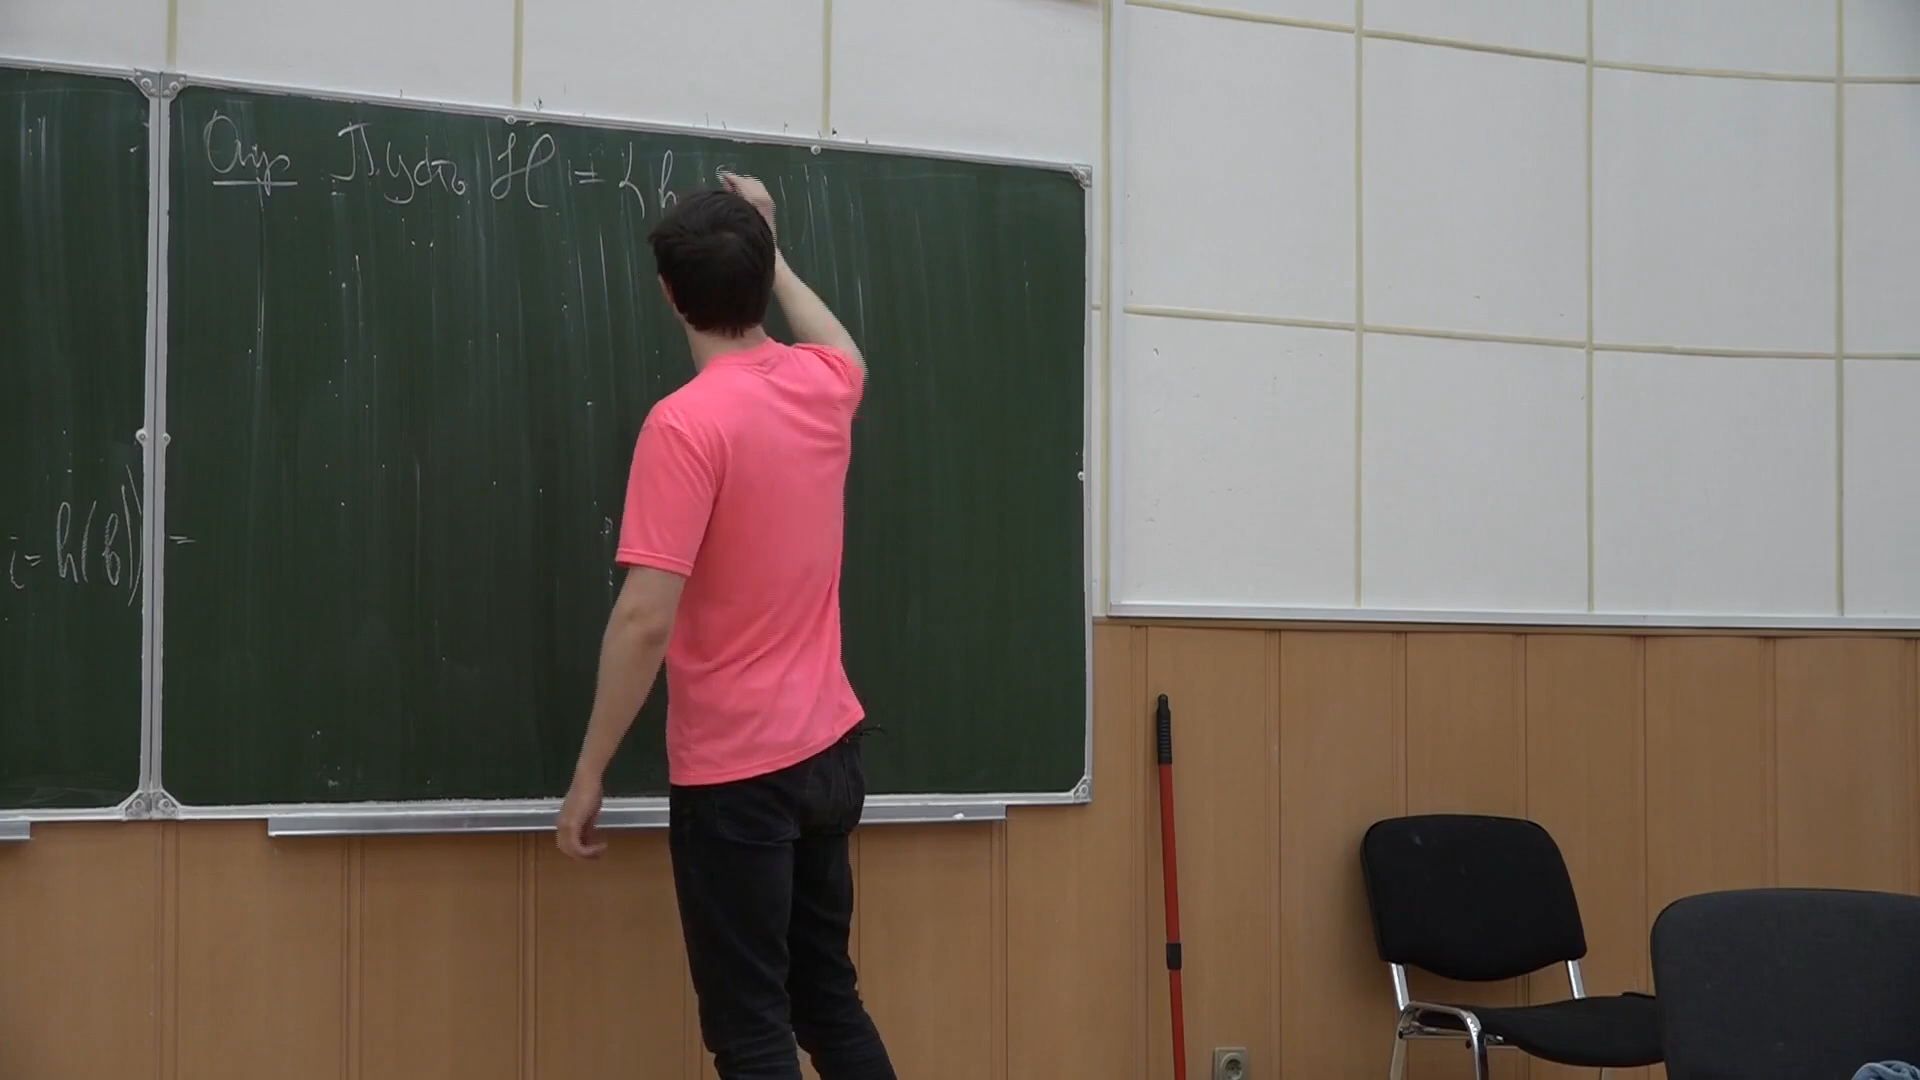 Опр Пусть H = { h
i = h(b)) =